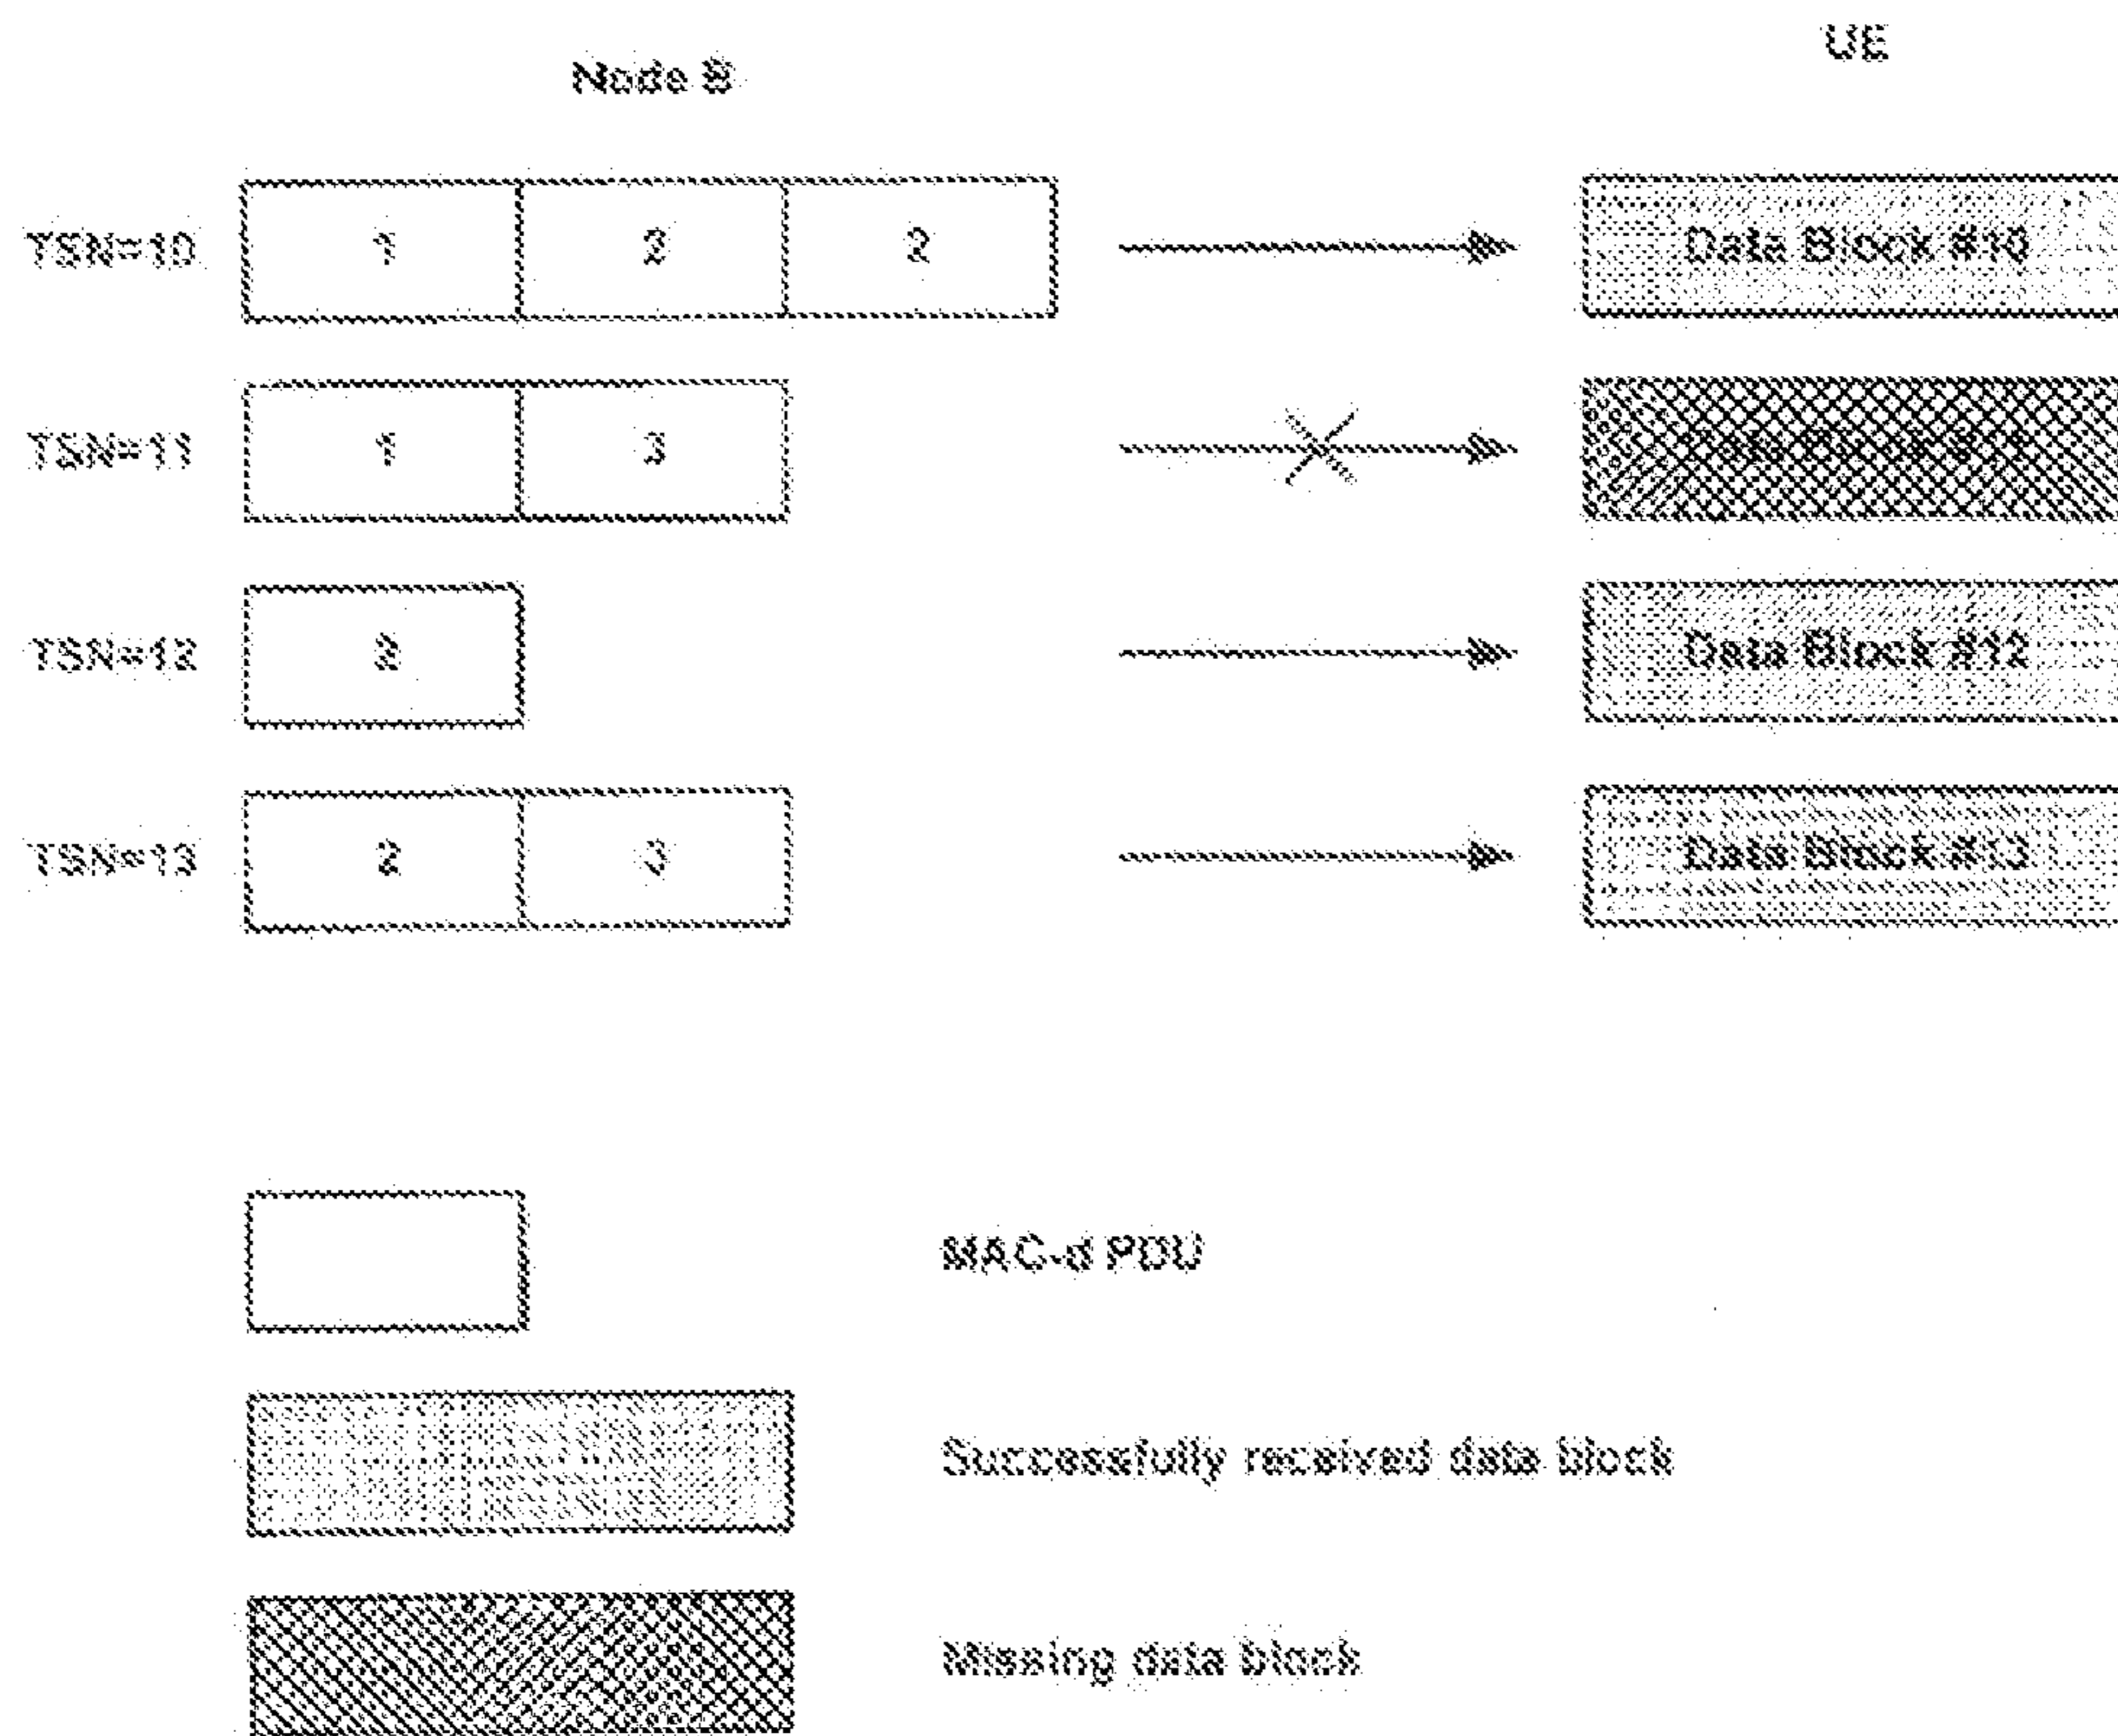 UE
Node B
TSN=10 1 2 2 Data Block #10
TSN=11 1 3
TSN=12 2 Data Block #12
TSN=13 2 3 Data Block #13
MAC-d PDU
Successfully received data block
Missing data block